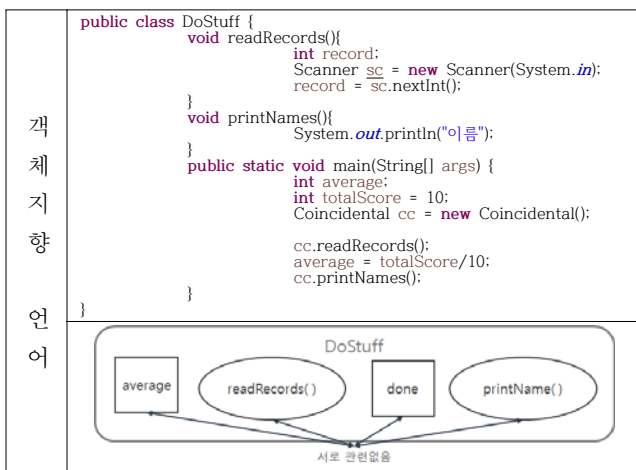 객
체
지
향
언
어
public class DoStuff {
void readRecords(){
int record;
Scanner sc = new Scanner(System.in);
record = sc.nextInt();
}
void printNames(){
System.out.println("이름");
}
public static void main(String[] args) {
int average;
int totalScore = 10;
Coincidental cc = new Coincidental();
cc.readRecords();
average = totalScore/10;
cc.printNames();
}
}
DoStuff
average
readRecords()
done
printName()
서로 관련없음